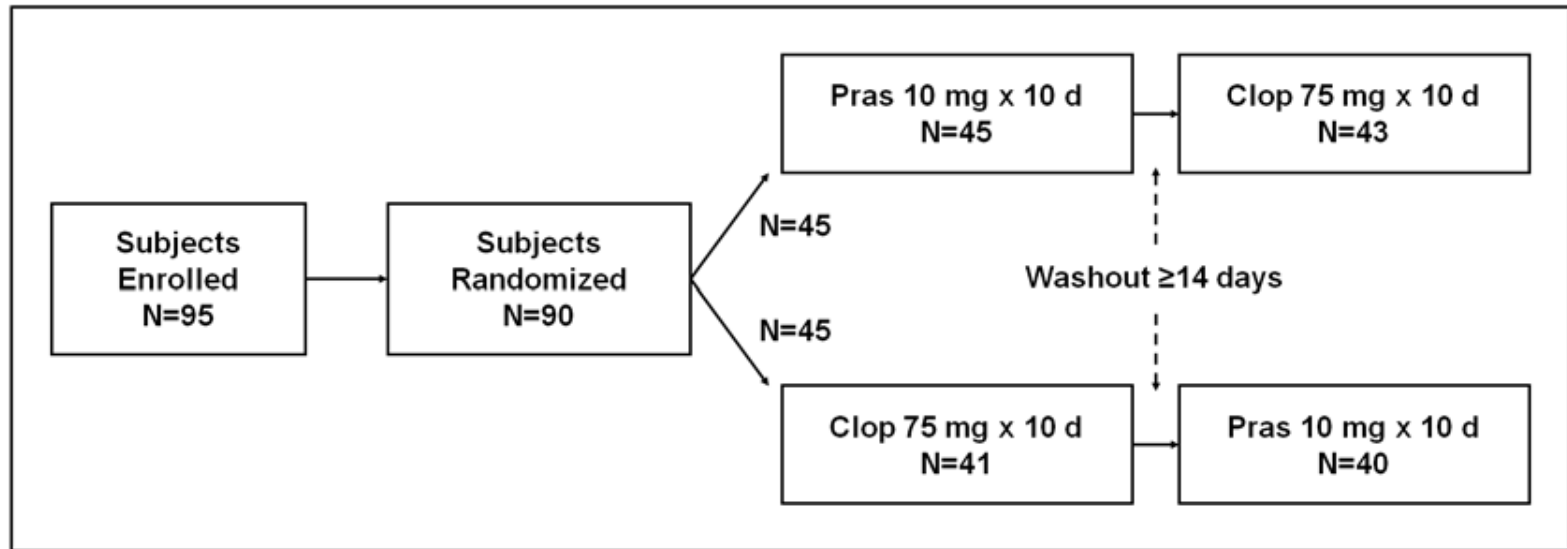 Subjects
Enrolled
N=95
Subjects
Randomized
N=90
N=45
N=45
Pras 10 mg x 10 d
N=45
Clop 75 mg x 10 d
N=43
Washout ≥14 days
Clop 75 mg x 10 d
N=41
Pras 10 mg x 10 d
N=40